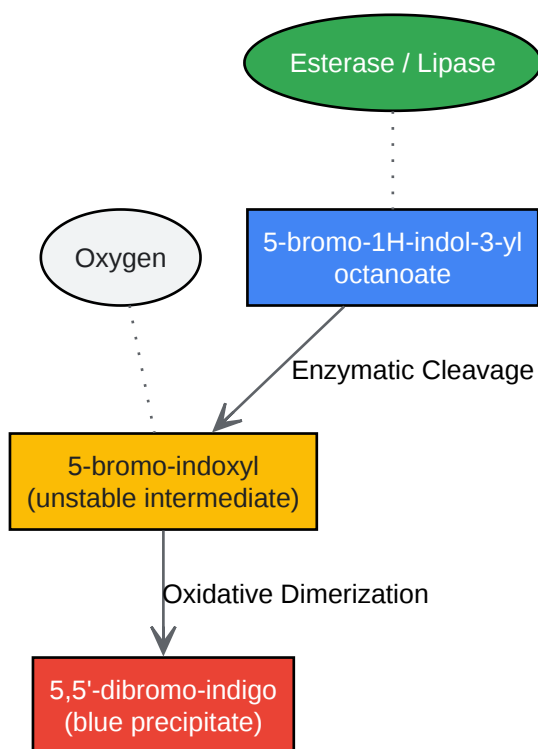 Esterase / Lipase
Oxygen
5-bromo-1H-indol-3-yl
octanoate
Enzymatic Cleavage
5-bromo-indoxyl
(unstable intermediate)
Oxidative Dimerization
5,5'-dibromo-indigo
(blue precipitate)